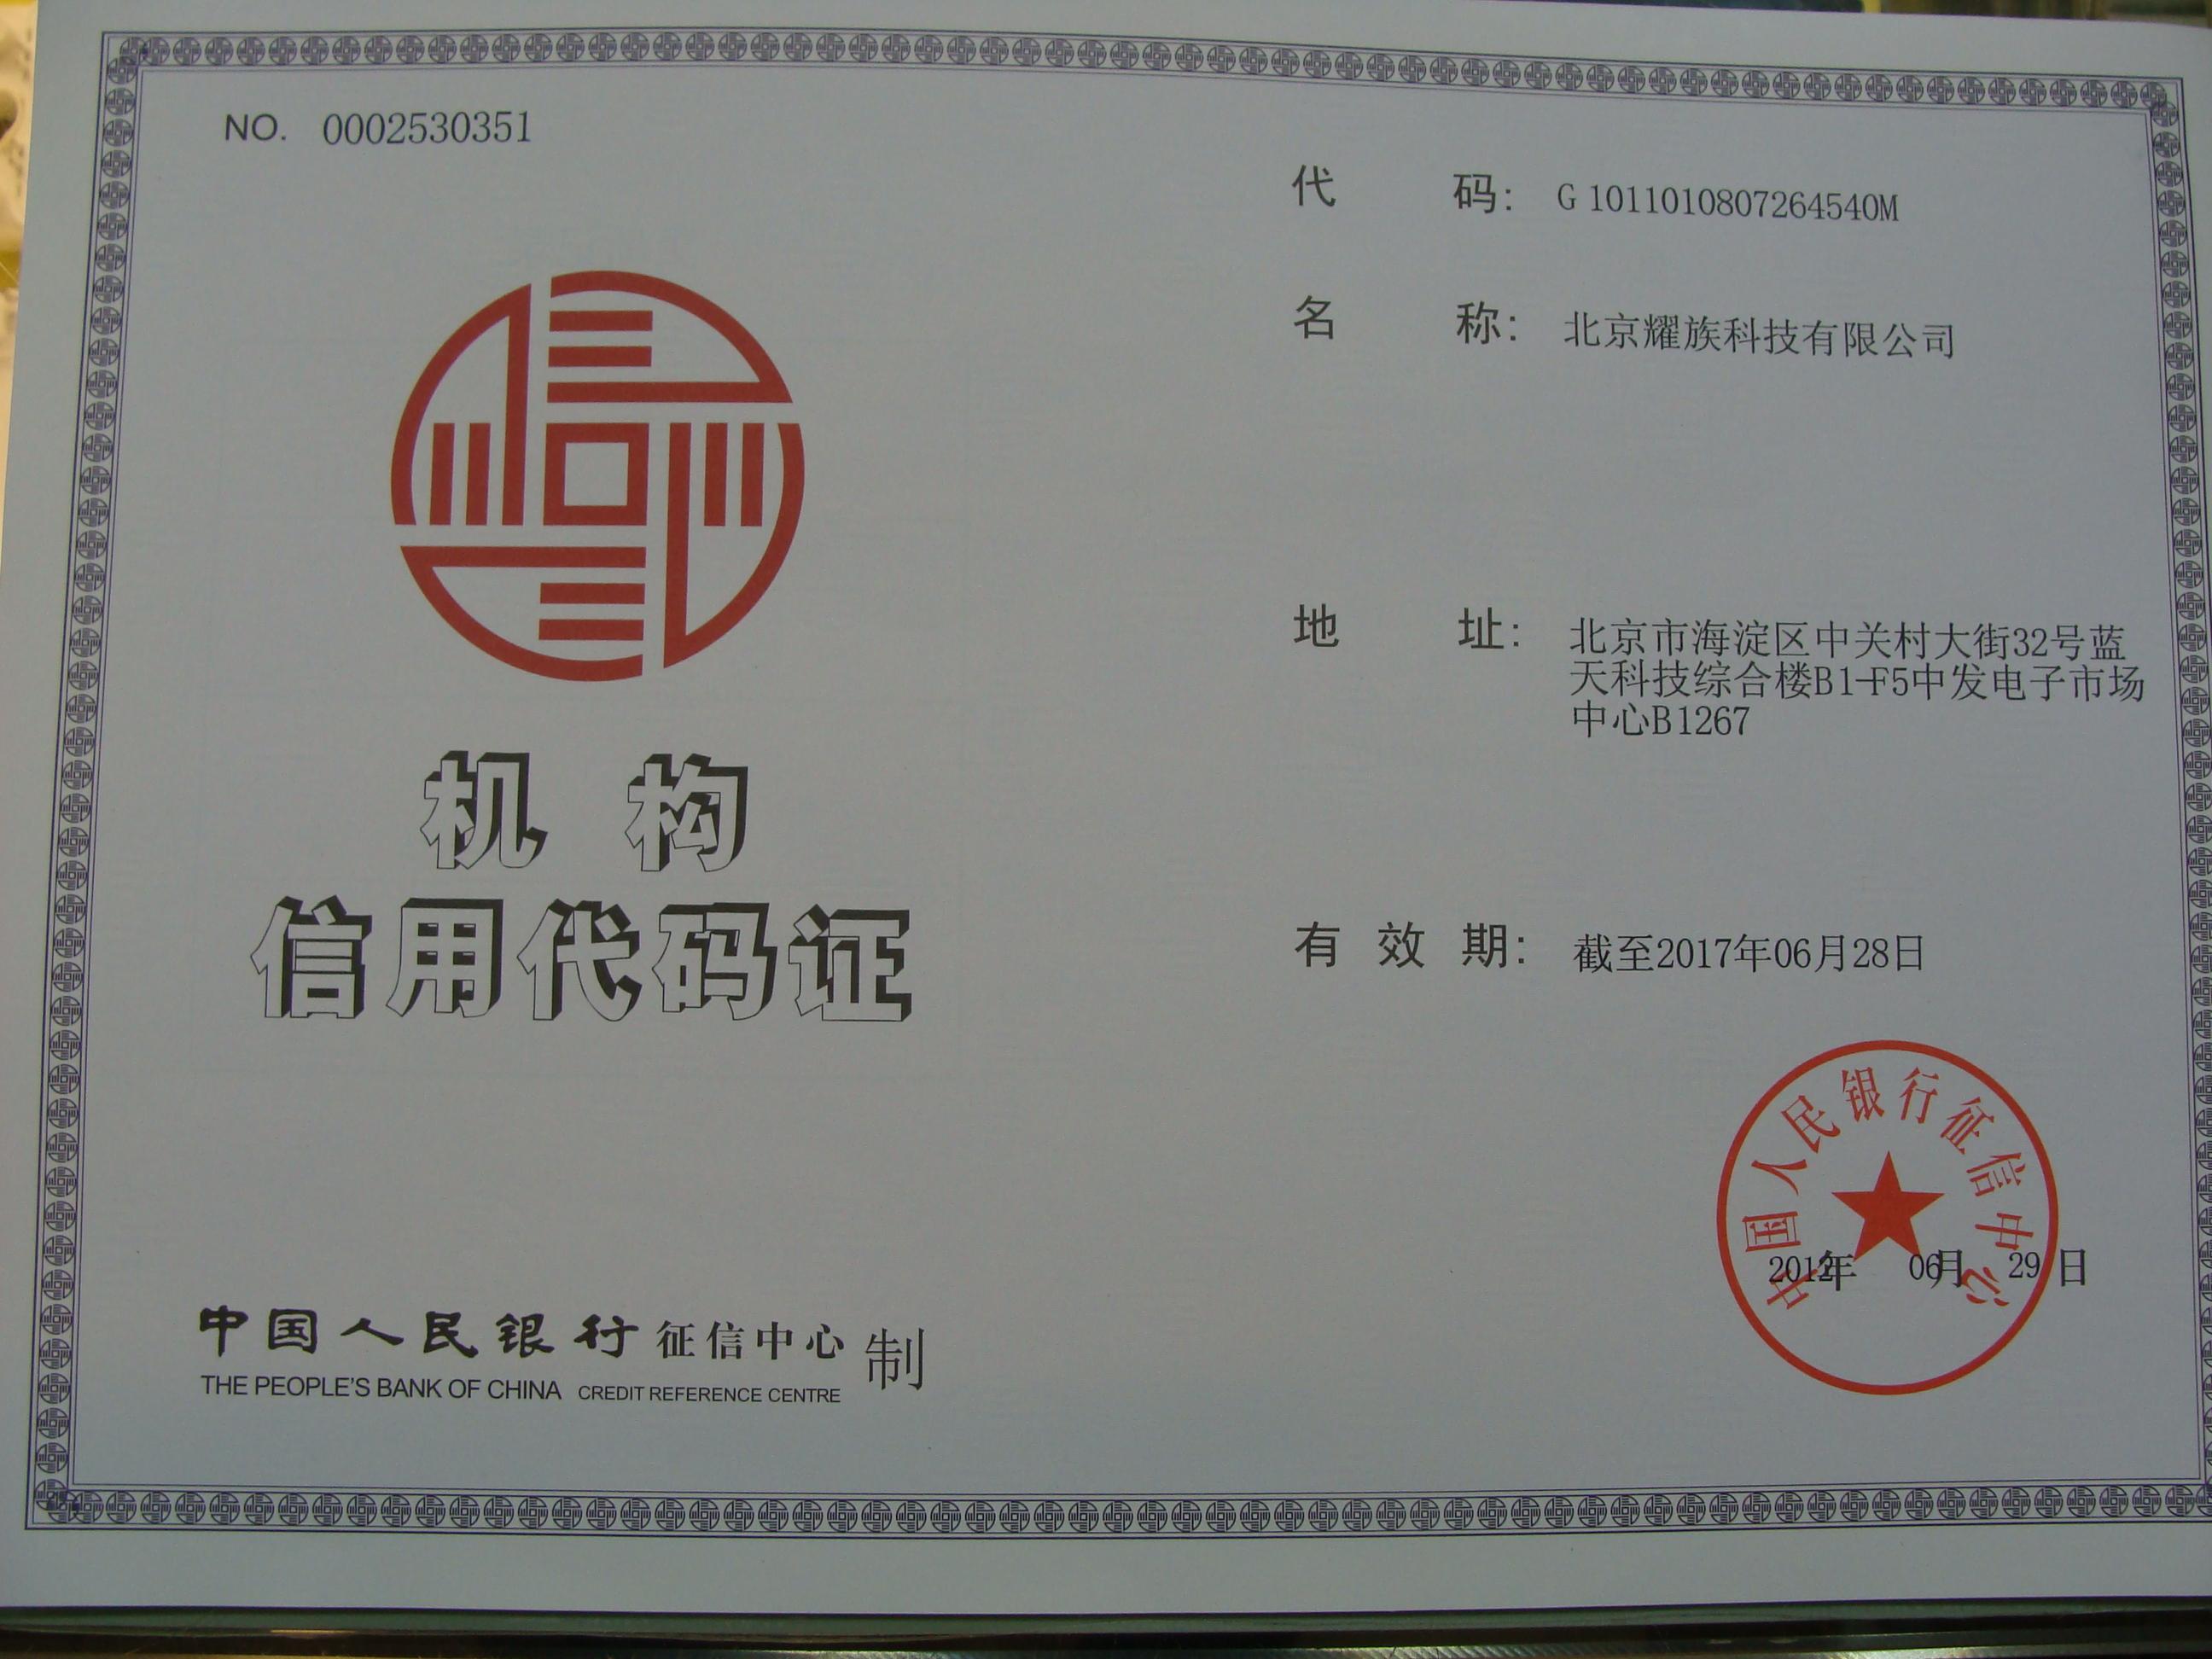 NO. 0002530351
机 构
信用代码证
中国人民银行 征信中心 制
THE PEOPLE'S BANK OF CHINA CREDIT REFERENCE CENTRE
代 码: G1011010807264540M
名 称: 北京耀族科技有限公司
地 址: 北京市海淀区中关村大街32号蓝
天科技综合楼B1-F5中发电子市场
中心B1267
有 效 期: 截至2017年06月28日
中国人民银行征信中心
2012年 06月 29日